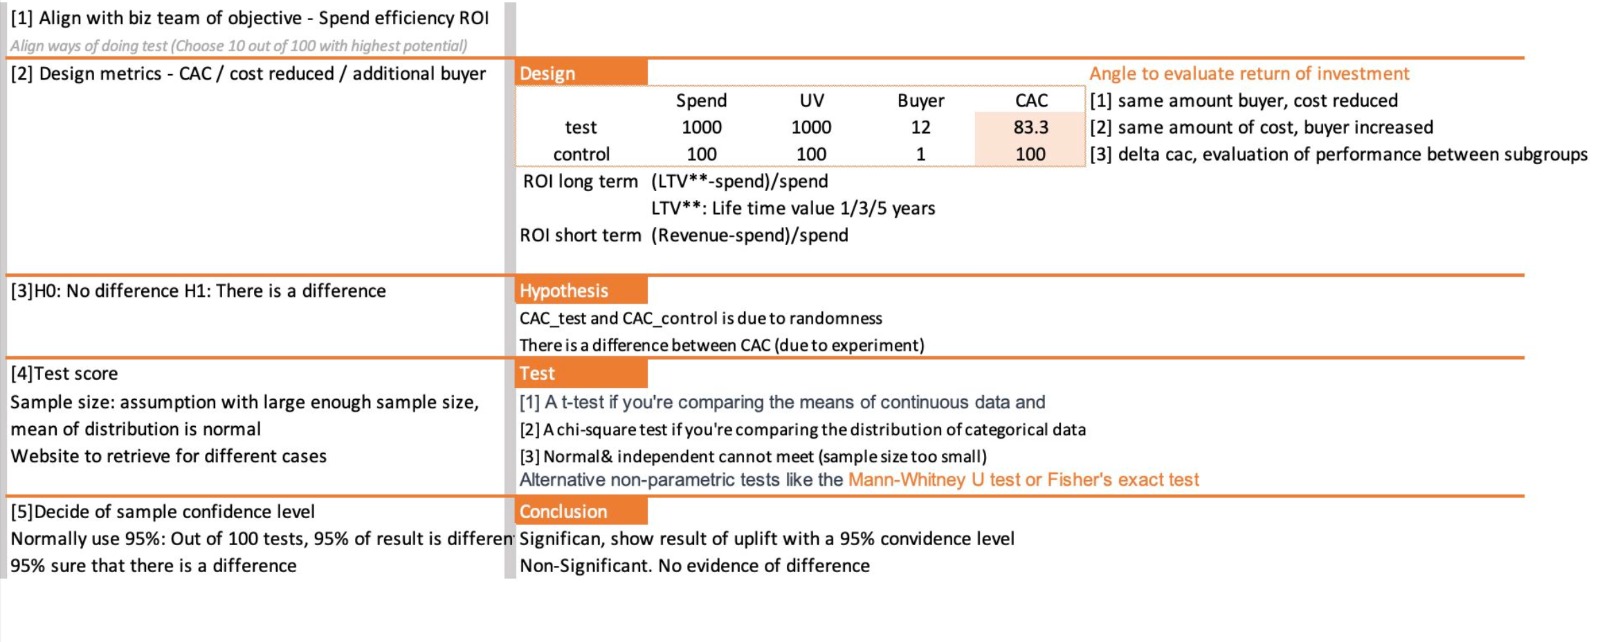 [1] Align with biz team of objective - Spend efficiency ROI
Align ways of doing test (Choose 10 out of 100 with highest potential)
[2] Design metrics - CAC / cost reduced / additional buyer
Design
Angle to evaluate return of investment
Spend UV Buyer CAC
[1] same amount buyer, cost reduced
test 1000 1000 12 83.3
[2] same amount of cost, buyer increased
control 100 100 1 100
[3] delta cac, evaluation of performance between subgroups
ROI long term (LTV**-spend)/spend
LTV**: Life time value 1/3/5 years
ROI short term (Revenue-spend)/spend
[3]H0: No difference H1: There is a difference
Hypothesis
CAC_test and CAC_control is due to randomness
There is a difference between CAC (due to experiment)
[4]Test score
Sample size: assumption with large enough sample size,
mean of distribution is normal
Website to retrieve for different cases
Test
[1] A t-test if you're comparing the means of continuous data and
[2] A chi-square test if you're comparing the distribution of categorical data
[3] Normal& independent cannot meet (sample size too small)
Alternative non-parametric tests like the Mann-Whitney U test or Fisher's exact test
[5]Decide of sample confidence level
Normally use 95%: Out of 100 tests, 95% of result is differen
95% sure that there is a difference
Conclusion
Significan, show result of uplift with a 95% convidence level
Non-Significant. No evidence of difference